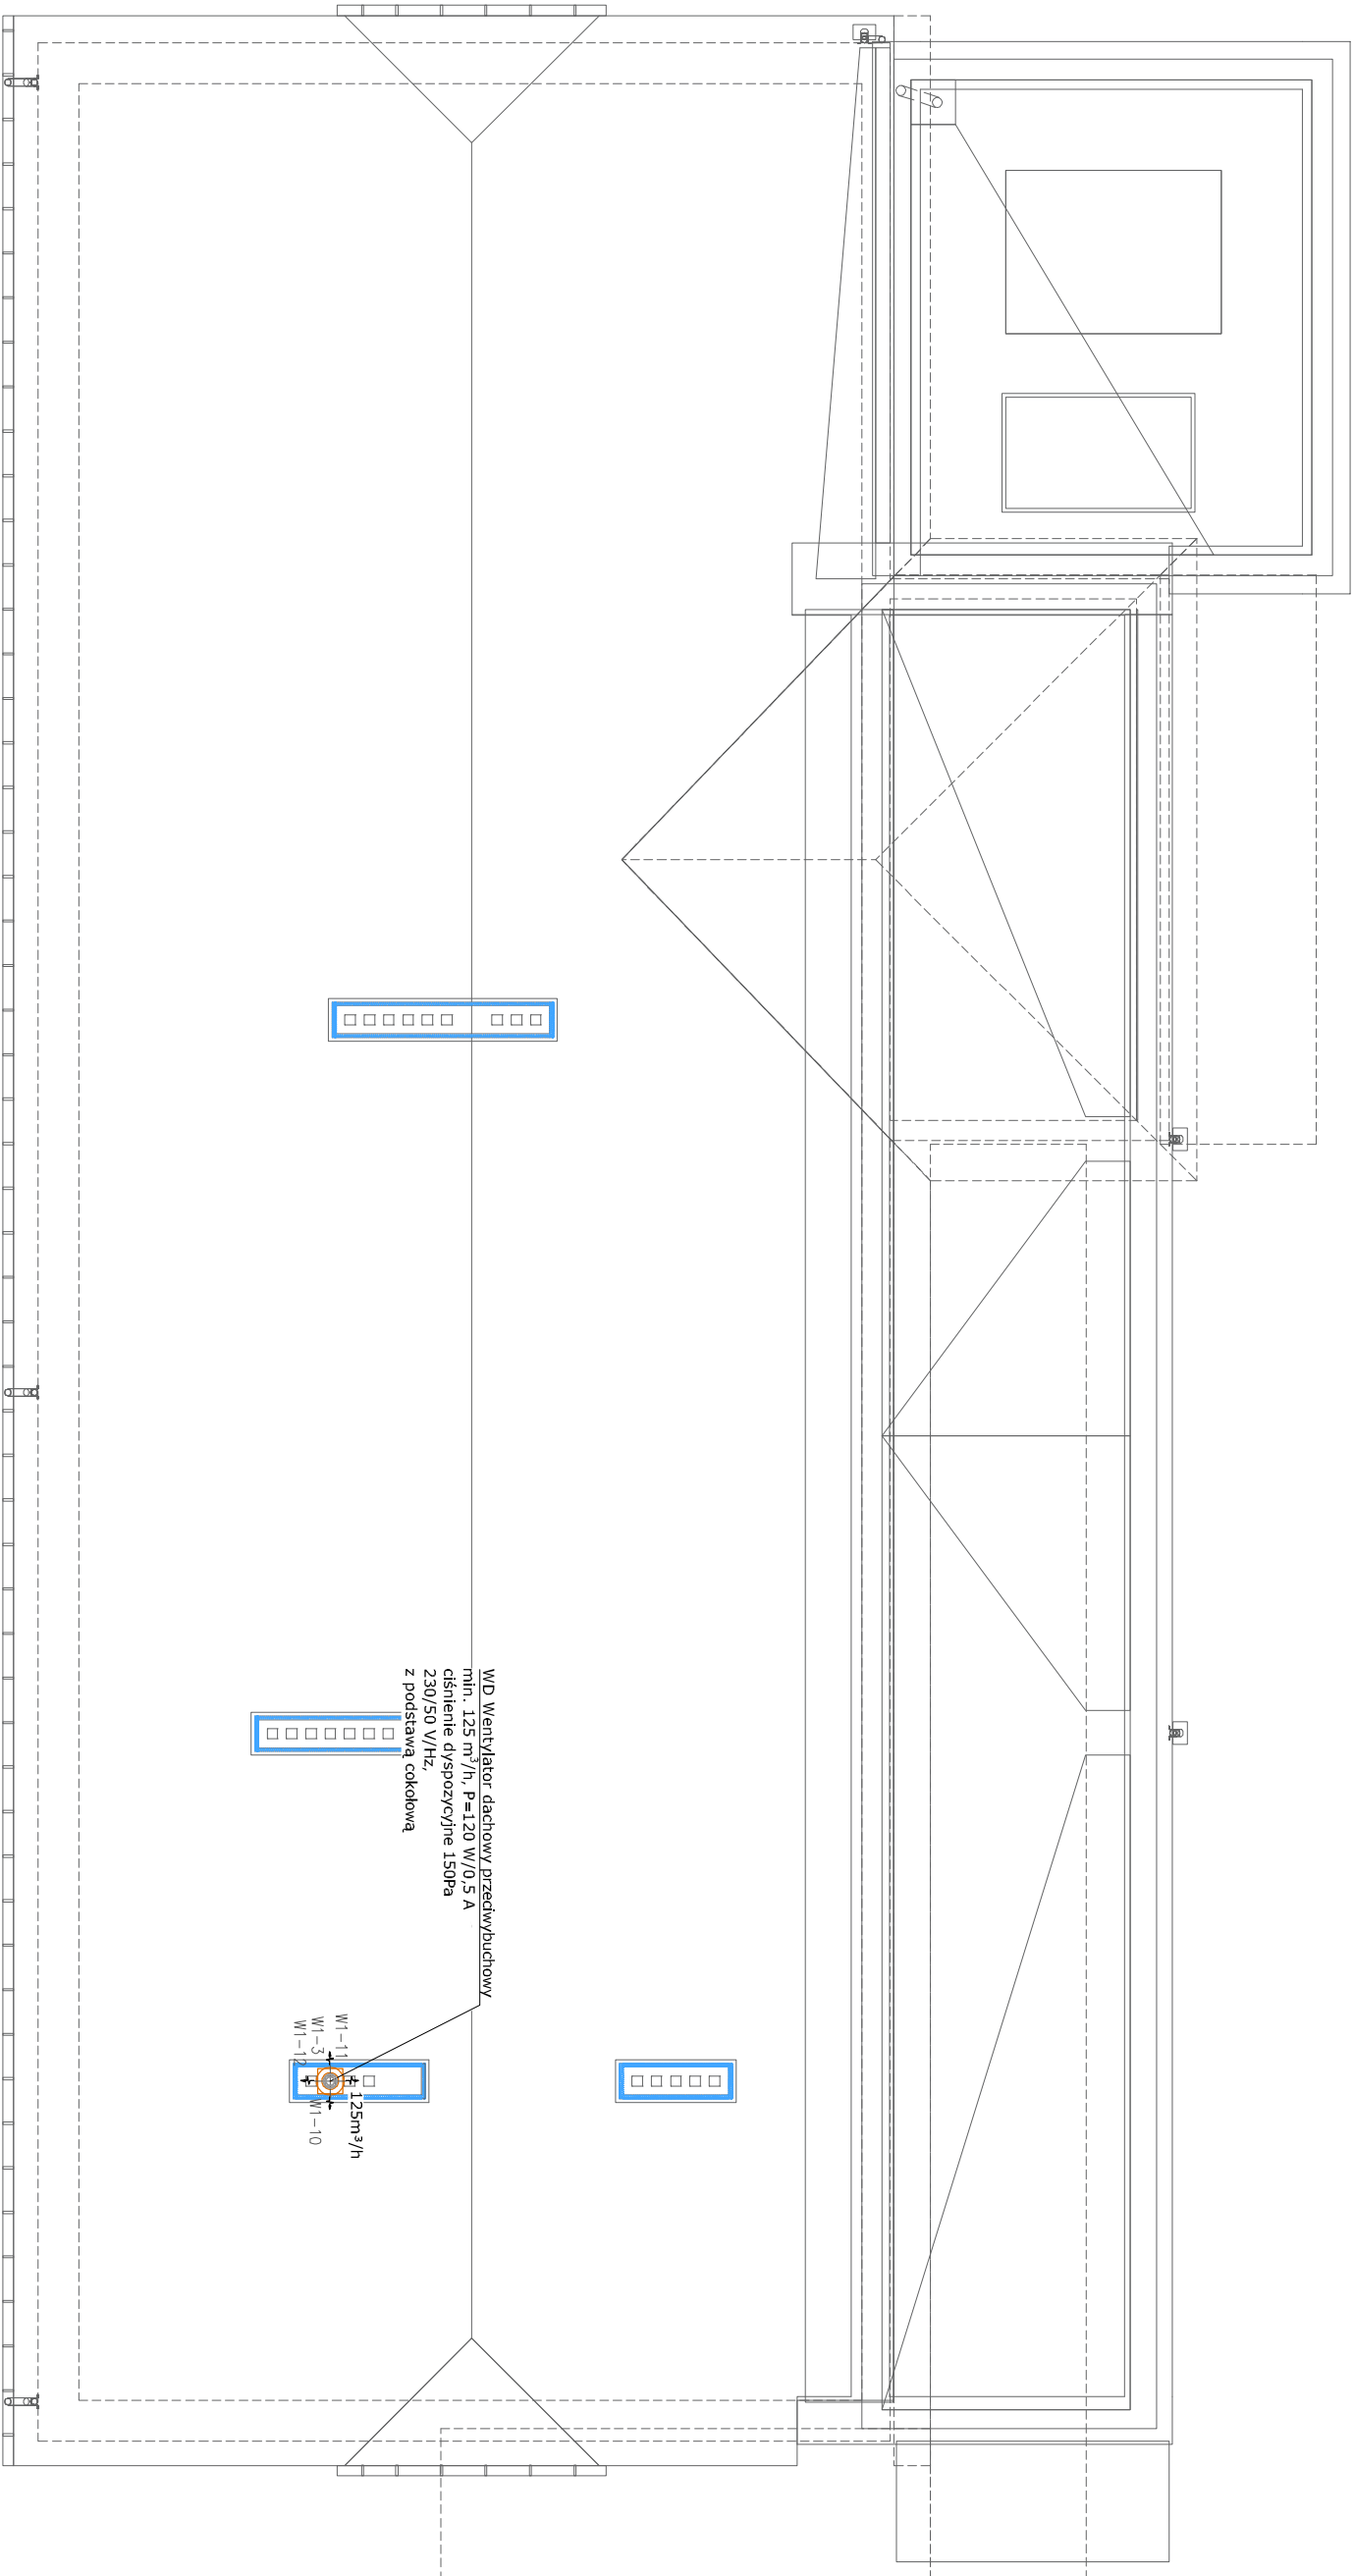 WD Wentylator dachowy przeciwybuchowy
min. 125 m³/h, P=120 W/0,5 A
ciśnienie dyspozycyjne 150Pa
230/50 V/Hz,
z podstawą cokołową
W1-11
W1-3
W1-12
W1-10
125m³/h